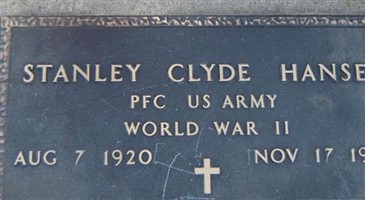 STANLEY CLYDE HANSE
PFC US ARMY
WORLD WAR II
AUG 7 1920 NOV 17 19